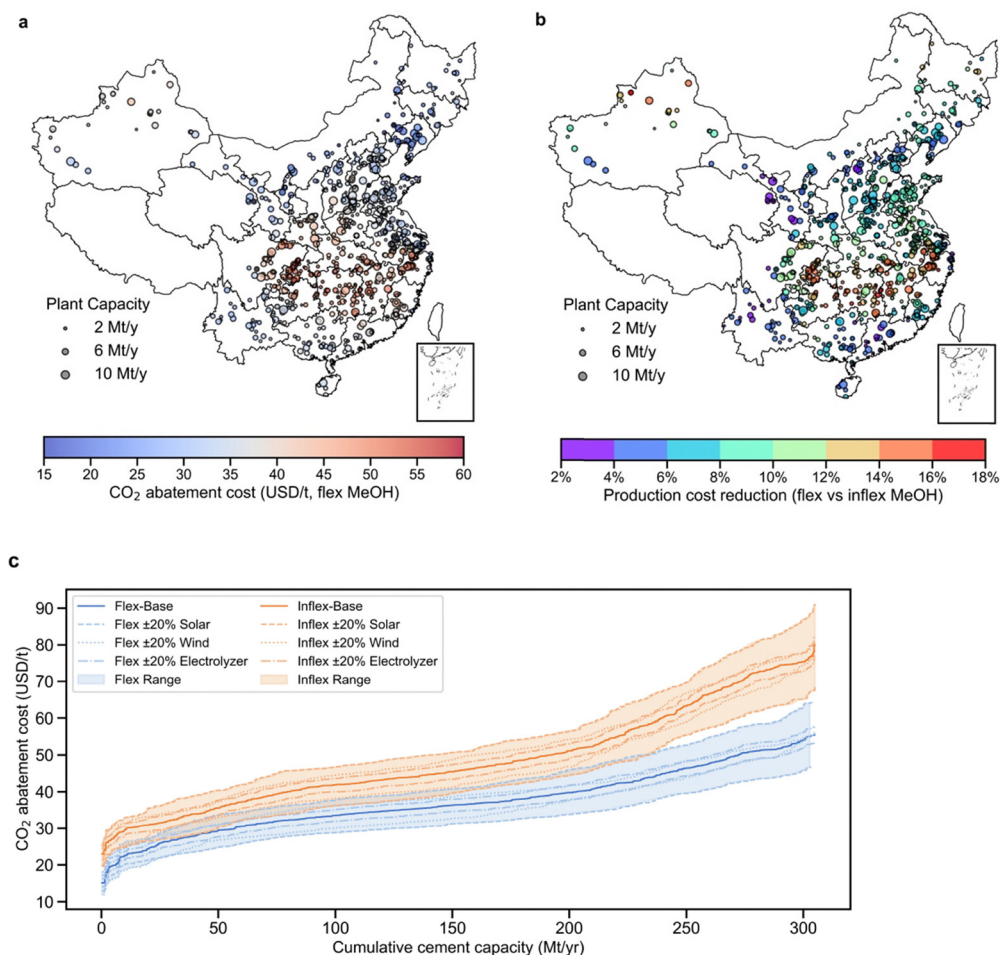 a
b
Plant Capacity
2 Mt/y
6 Mt/y
10 Mt/y
Plant Capacity
2 Mt/y
6 Mt/y
10 Mt/y
15 20 25 30 35 40 45 50 55 60
CO₂ abatement cost (USD/t, flex MeOH)
2% 4% 6% 8% 10% 12% 14% 16% 18%
Production cost reduction (flex vs inflex MeOH)
c
Flex-Base Inflex-Base
Flex ±20% Solar Inflex ±20% Solar
Flex ±20% Wind Inflex ±20% Wind
Flex ±20% Electrolyzer Inflex ±20% Electrolyzer
Flex Range Inflex Range
CO₂ abatement cost (USD/t)
90
80
70
60
50
40
30
20
10
0 50 100 150 200 250 300
Cumulative cement capacity (Mt/yr)